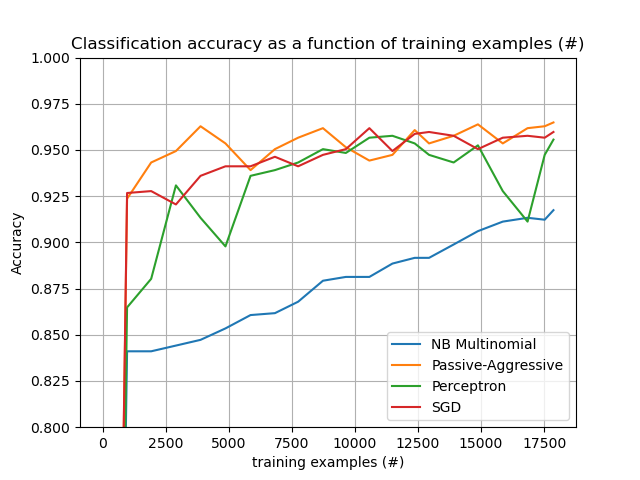 Classification accuracy as a function of training examples (#)
1.000
0.975
0.950
0.925
0.900
0.875
0.850
0.825
0.800
Accuracy
NB Multinomial
Passive-Aggressive
Perceptron
SGD
0 2500 5000 7500 10000 12500 15000 17500
training examples (#)